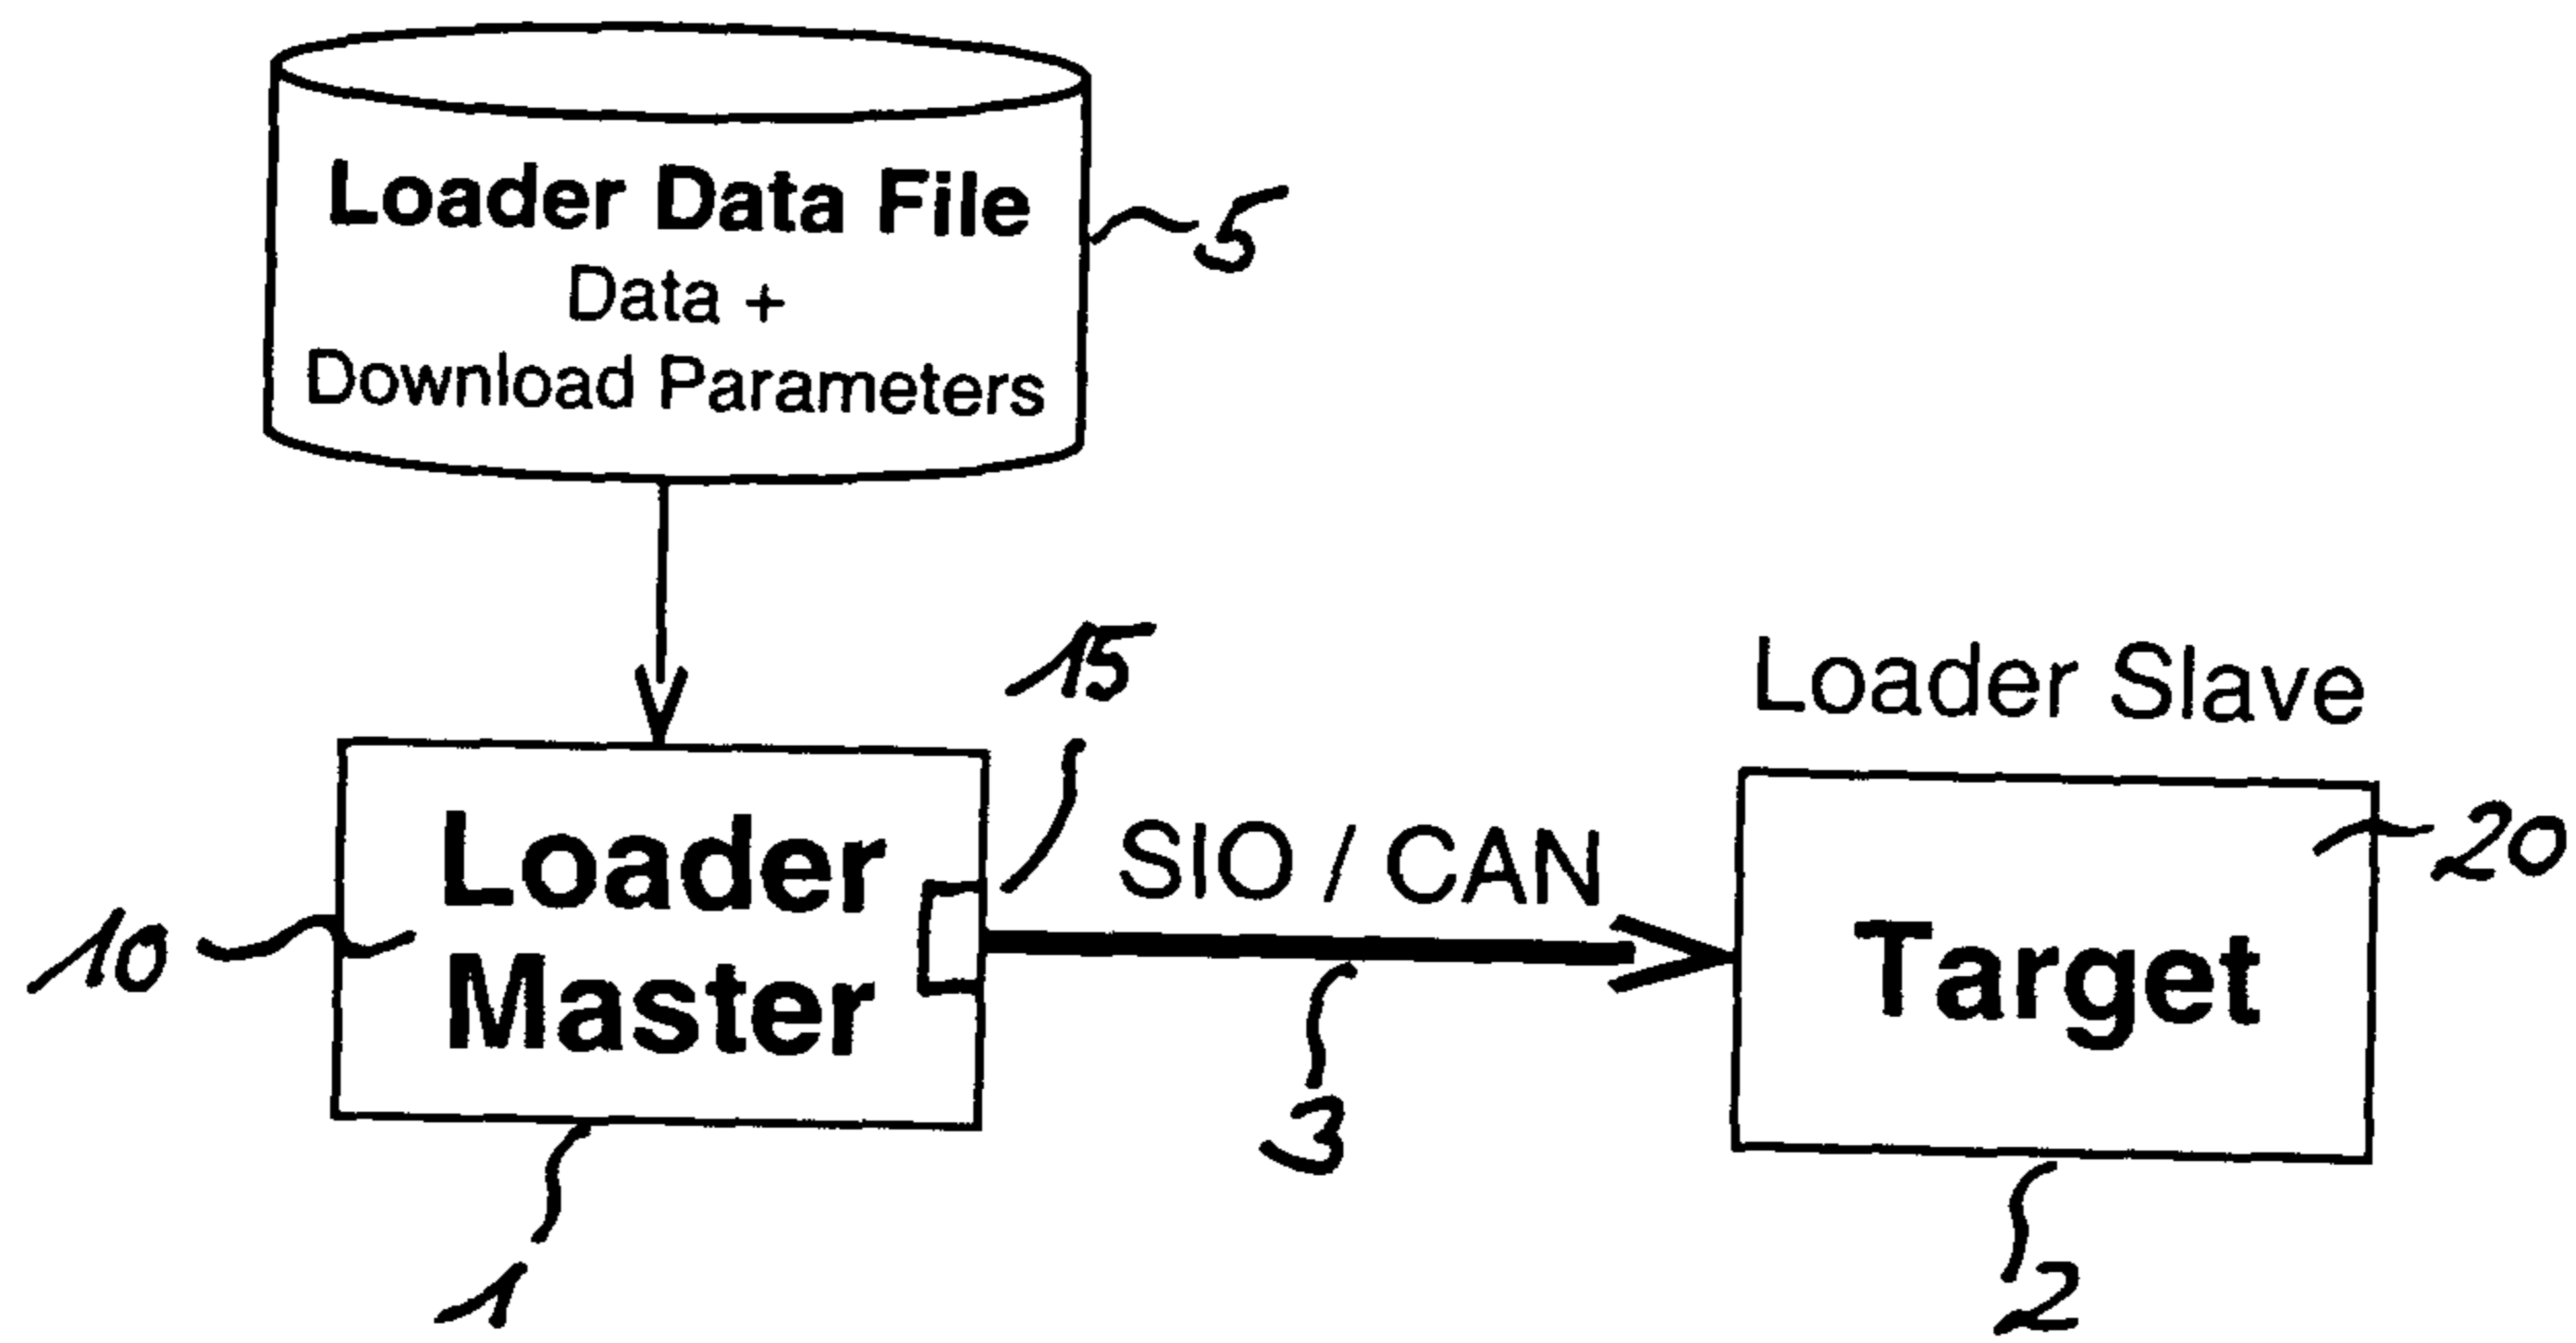 Loader Data File
5
Data +
Download Parameters
15
Loader Slave
Loader
Master
10
SIO / CAN
20
Target
3
1
2